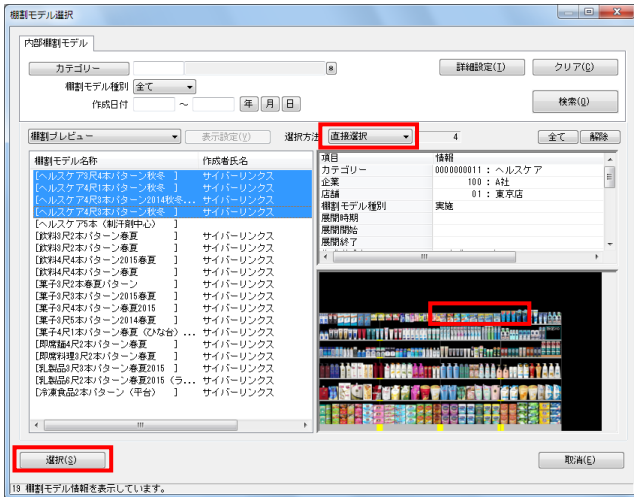 棚割モデル選択
内部棚割モデル
カテゴリー
*
詳細設定(I)
クリア(C)
棚割モデル種別 全て
作成日付 ～ 年 月 日
検索(Q)
棚割プレビュー
表示設定(V)
選択方法 直接選択
4
全て
解除
棚割モデル名称 作成者氏名
[ヘルスケア3尺4本パターン秋冬 ] サイバーリンクス
[ヘルスケア4尺1本パターン秋冬 ] サイバーリンクス
[ヘルスケア4尺3本パターン2014秋冬... サイバーリンクス
[ヘルスケア4尺3本パターン秋冬 ] サイバーリンクス
[ヘルスケア5本（制汗剤中心） ]
[飲料3尺2本パターン春夏 ] サイバーリンクス
[飲料3尺2本パターン春夏 ] サイバーリンクス
[飲料4尺4本パターン2015春夏 ] サイバーリンクス
[飲料4尺4本パターン春夏 ] サイバーリンクス
[菓子3尺2本春夏パターン ] サイバーリンクス
[菓子3尺3本パターン2015春夏 ] サイバーリンクス
[菓子3尺4本パターン春夏2015 ] サイバーリンクス
[菓子3尺5本パターン2014春夏 ] サイバーリンクス
[菓子4尺1本パターン春夏（ひな台）... サイバーリンクス
[即席麺4尺2本パターン春夏 ] サイバーリンクス
[即席料理3尺2本パターン春夏 ] サイバーリンクス
[乳製品3尺3本パターン春夏2015 ] サイバーリンクス
[乳製品6尺2本パターン春夏2015（ラ... サイバーリンクス
[冷凍食品2本パターン（平台） ] サイバーリンクス
項目 情報
カテゴリー 0000000011 : ヘルスケア
企業 100 : A社
店舗 01 : 東京店
棚割モデル種別 実施
展開時期
展開開始
展開終了
選択(S)
取消(E)
19 棚割モデル情報を表示しています。